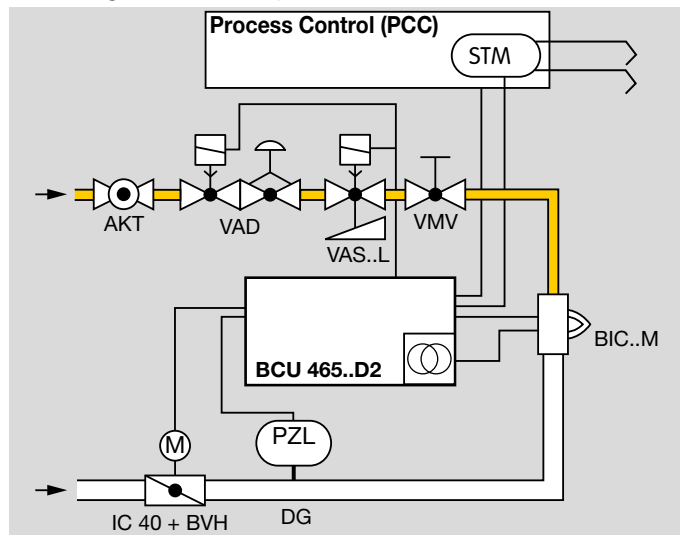 Process Control (PCC)
STM
AKT
VAD
VAS..L
VMV
BIC..M
BCU 465..D2
M
PZL
IC 40 + BVH
DG